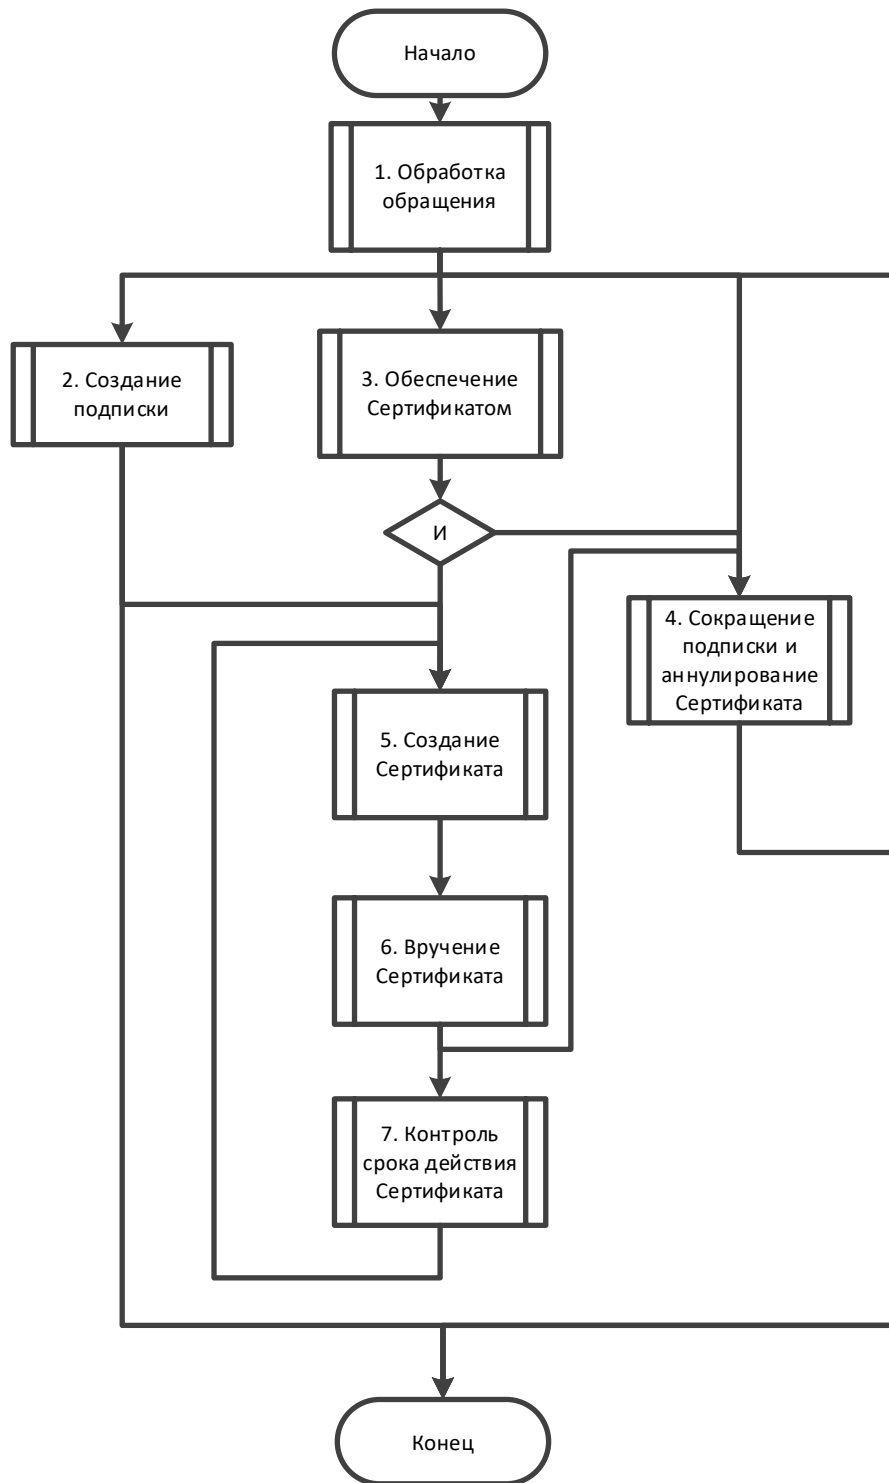 Начало
1. Обработка
обращения
2. Создание
подписки
3. Обеспечение
Сертификатом
И
4. Сокращение
подписки и
аннулирование
Сертификата
5. Создание
Сертификата
6. Вручение
Сертификата
7. Контроль
срока действия
Сертификата
Конец